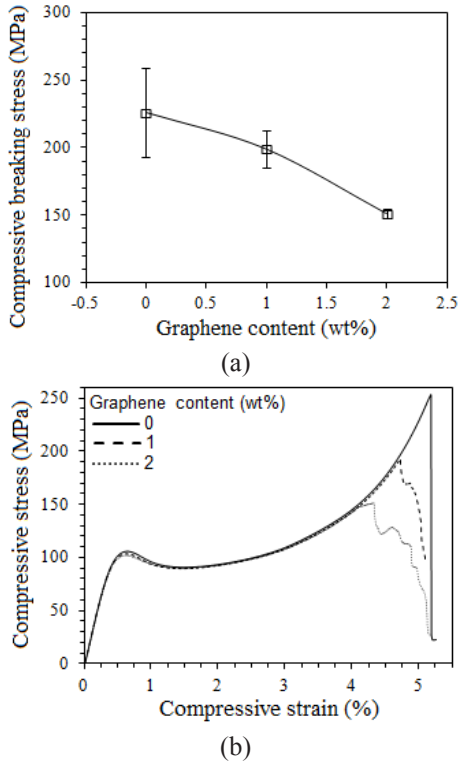 300
250
200
150
100
Compressive breaking stress (MPa)
-0.5 0 0.5 1 1.5 2 2.5
Graphene content (wt%)
(a)
250
200
150
100
50
0
Compressive stress (MPa)
Graphene content (wt%)
0
1
2
0 1 2 3 4 5
Compressive strain (%)
(b)